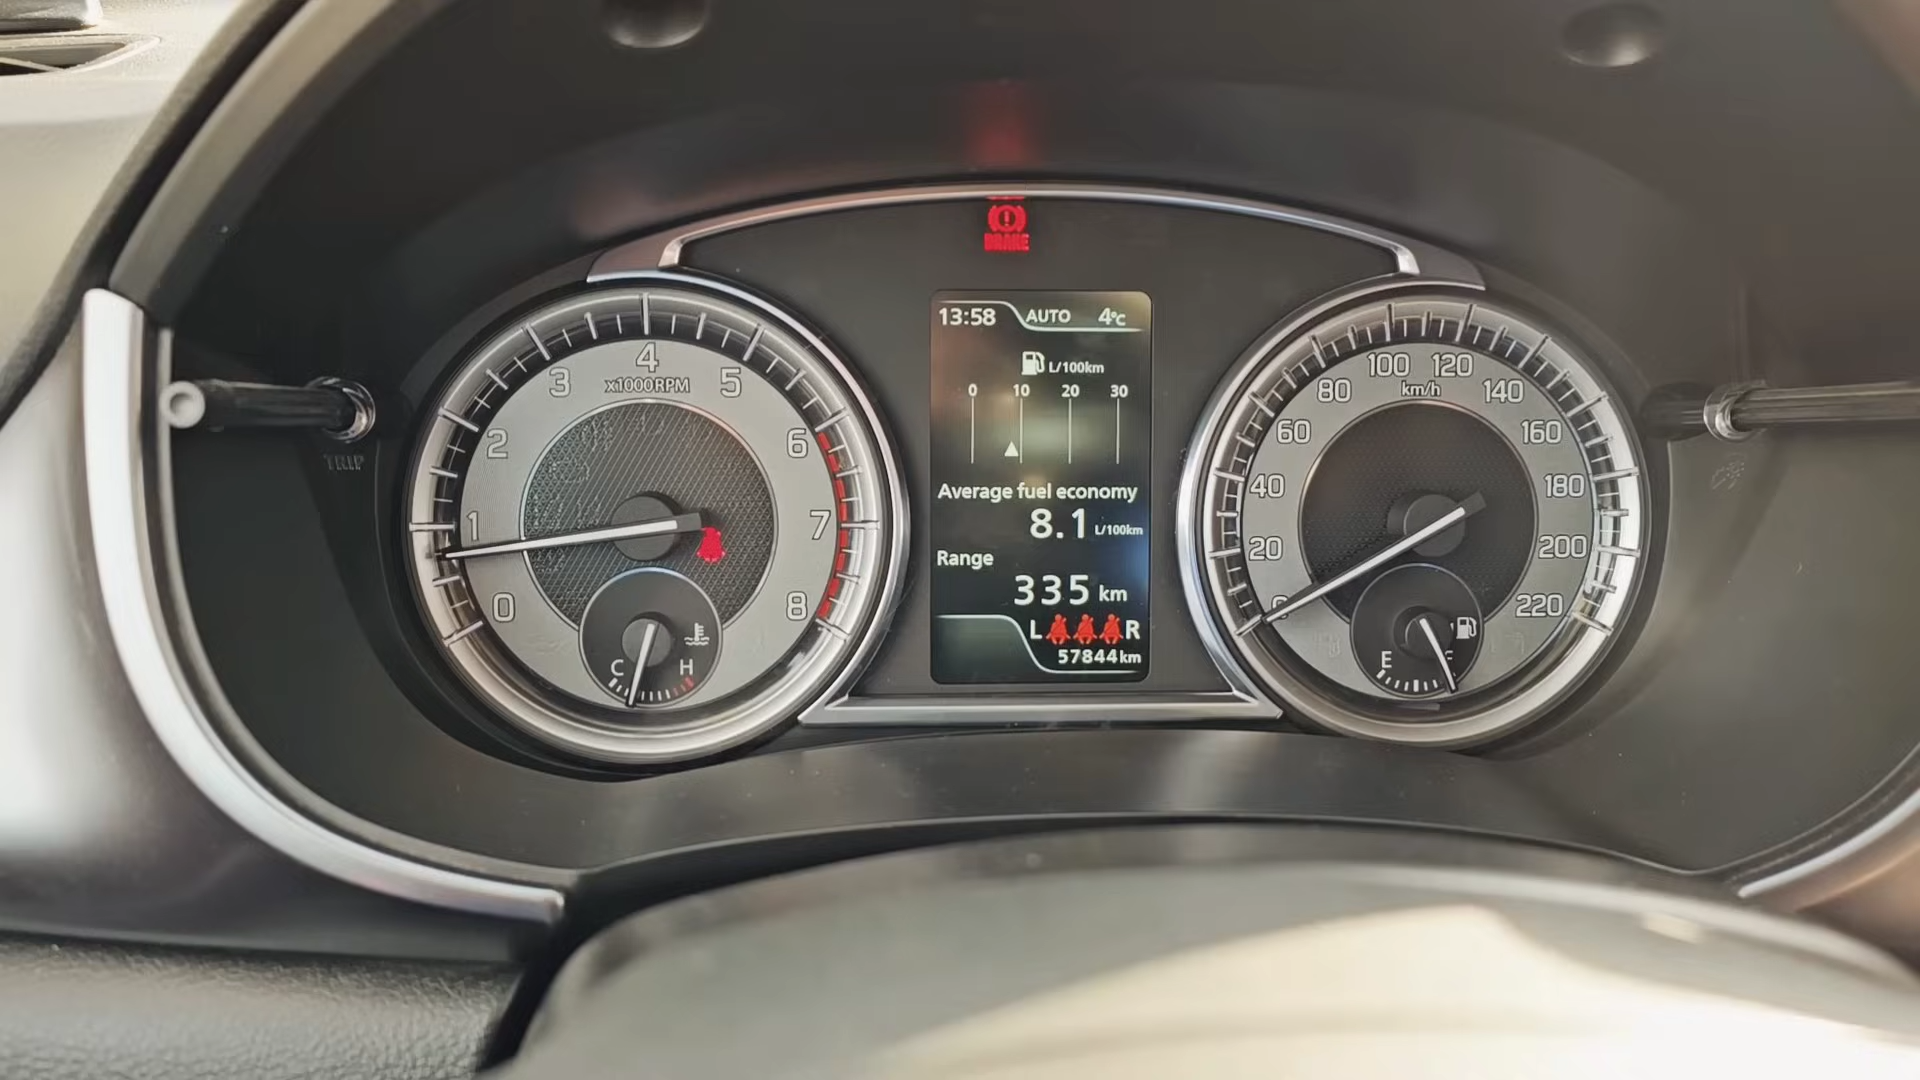 BRAKE
13:58 AUTO 4°C
L/100km
0 10 20 30
Average fuel economy
8.1 L/100km
Range
335 km
L R
57844km
TRIP
0
1
2
3
4
5
6
7
8
x1000RPM
C H
0
20
40
60
80
100
120
140
160
180
200
220
km/h
E F